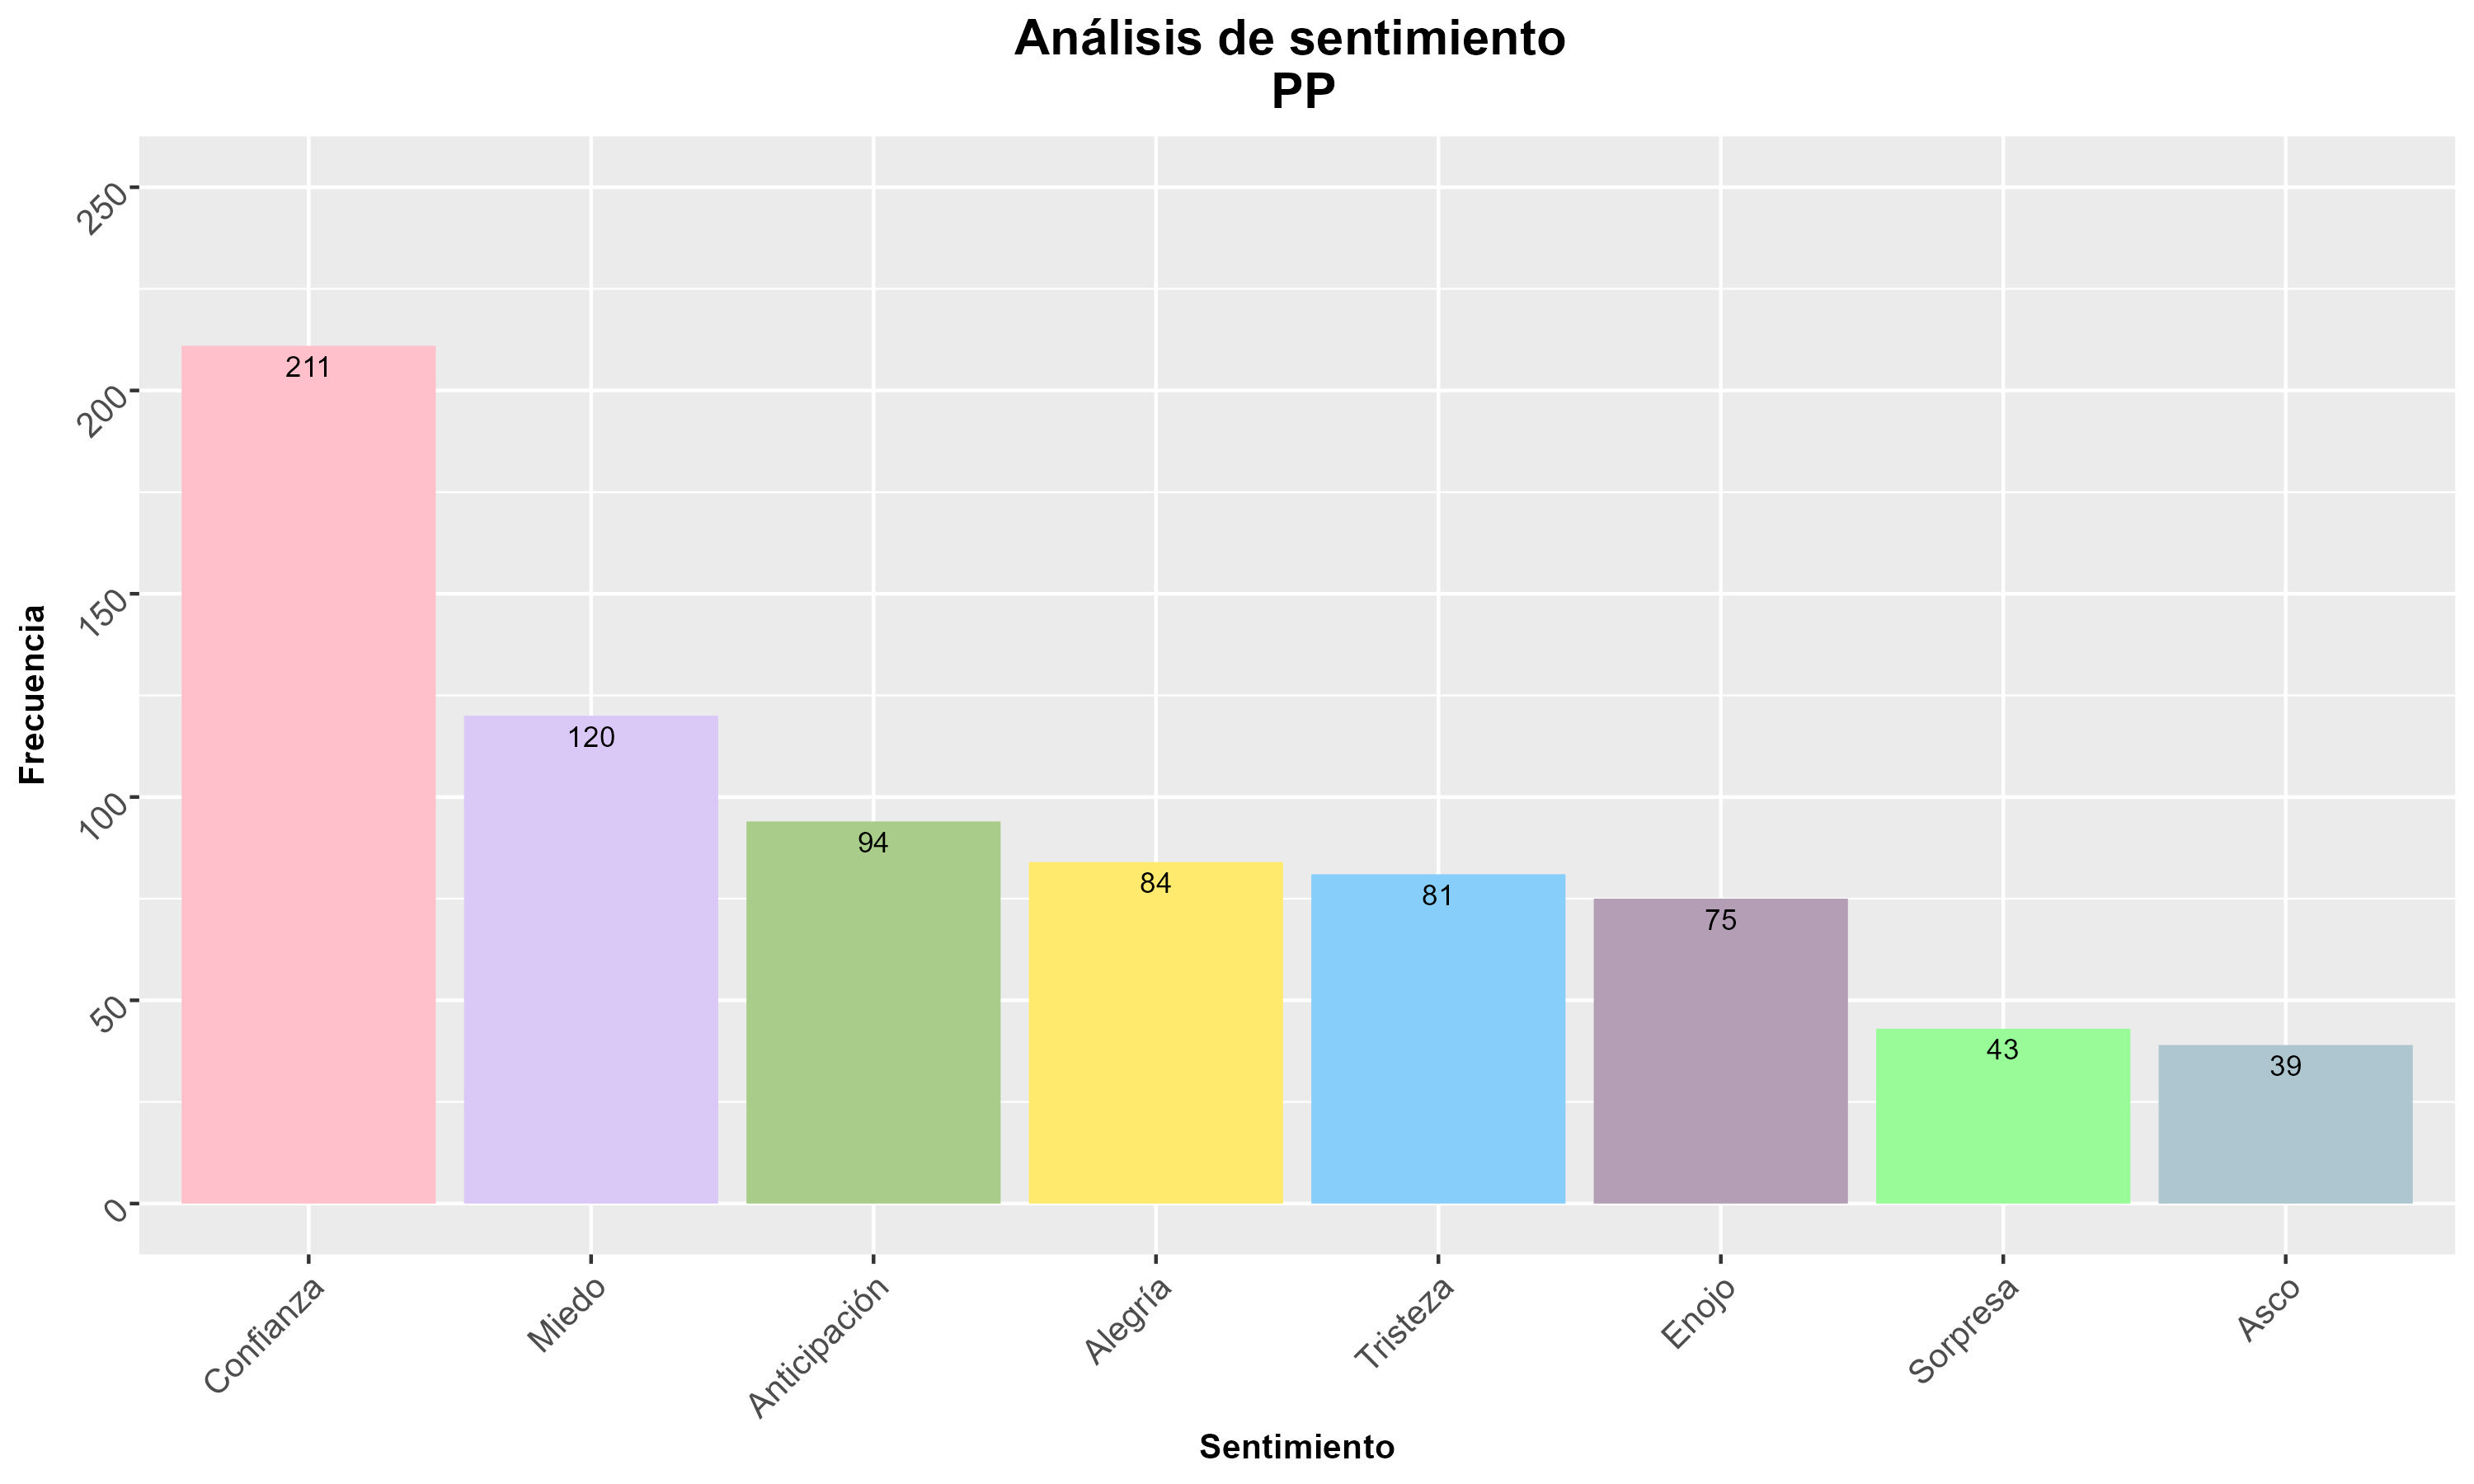 Análisis de sentimiento
PP
Frecuencia
250
200
150
100
50
0
211
120
94
84
81
75
43
39
Confianza
Miedo
Anticipación
Alegría
Tristeza
Enojo
Sorpresa
Asco
Sentimiento